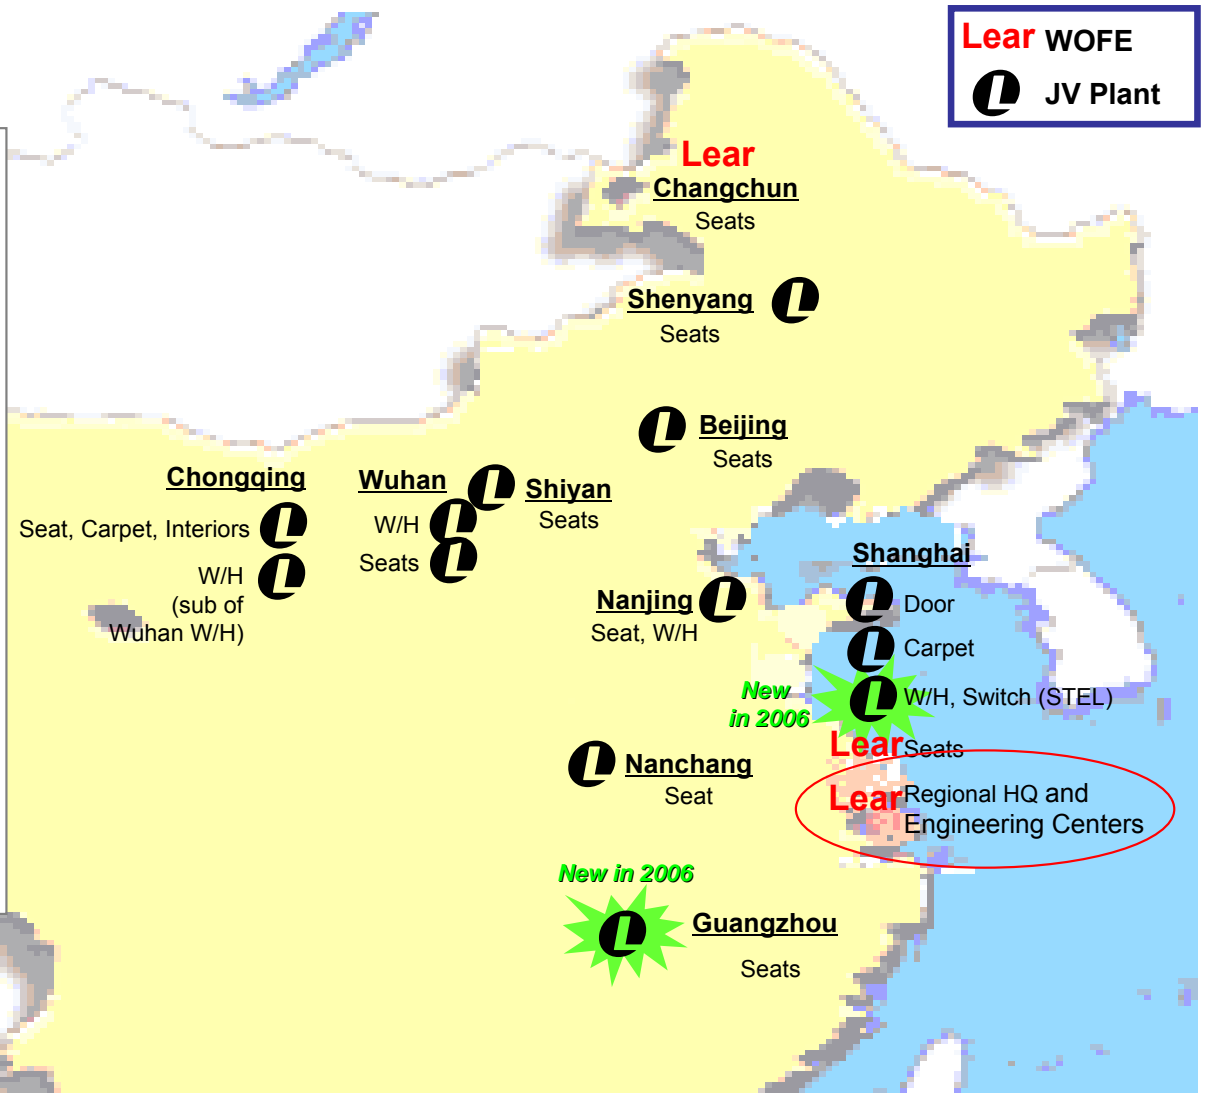 Lear WOFE
L JV Plant
Lear
Changchun
Seats
Shenyang L
Seats
L Beijing
Seats
Chongqing
Seat, Carpet, Interiors L
W/H L
(sub of
Wuhan W/H)
Wuhan
W/H L
Seats L
L Shiyan
Seats
Nanjing L
Seat, W/H
Shanghai
L Door
L Carpet
New
in 2006
L W/H, Switch (STEL)
Lear Seats
Lear Regional HQ and
Engineering Centers
L Nanchang
Seat
New in 2006
L Guangzhou
Seats